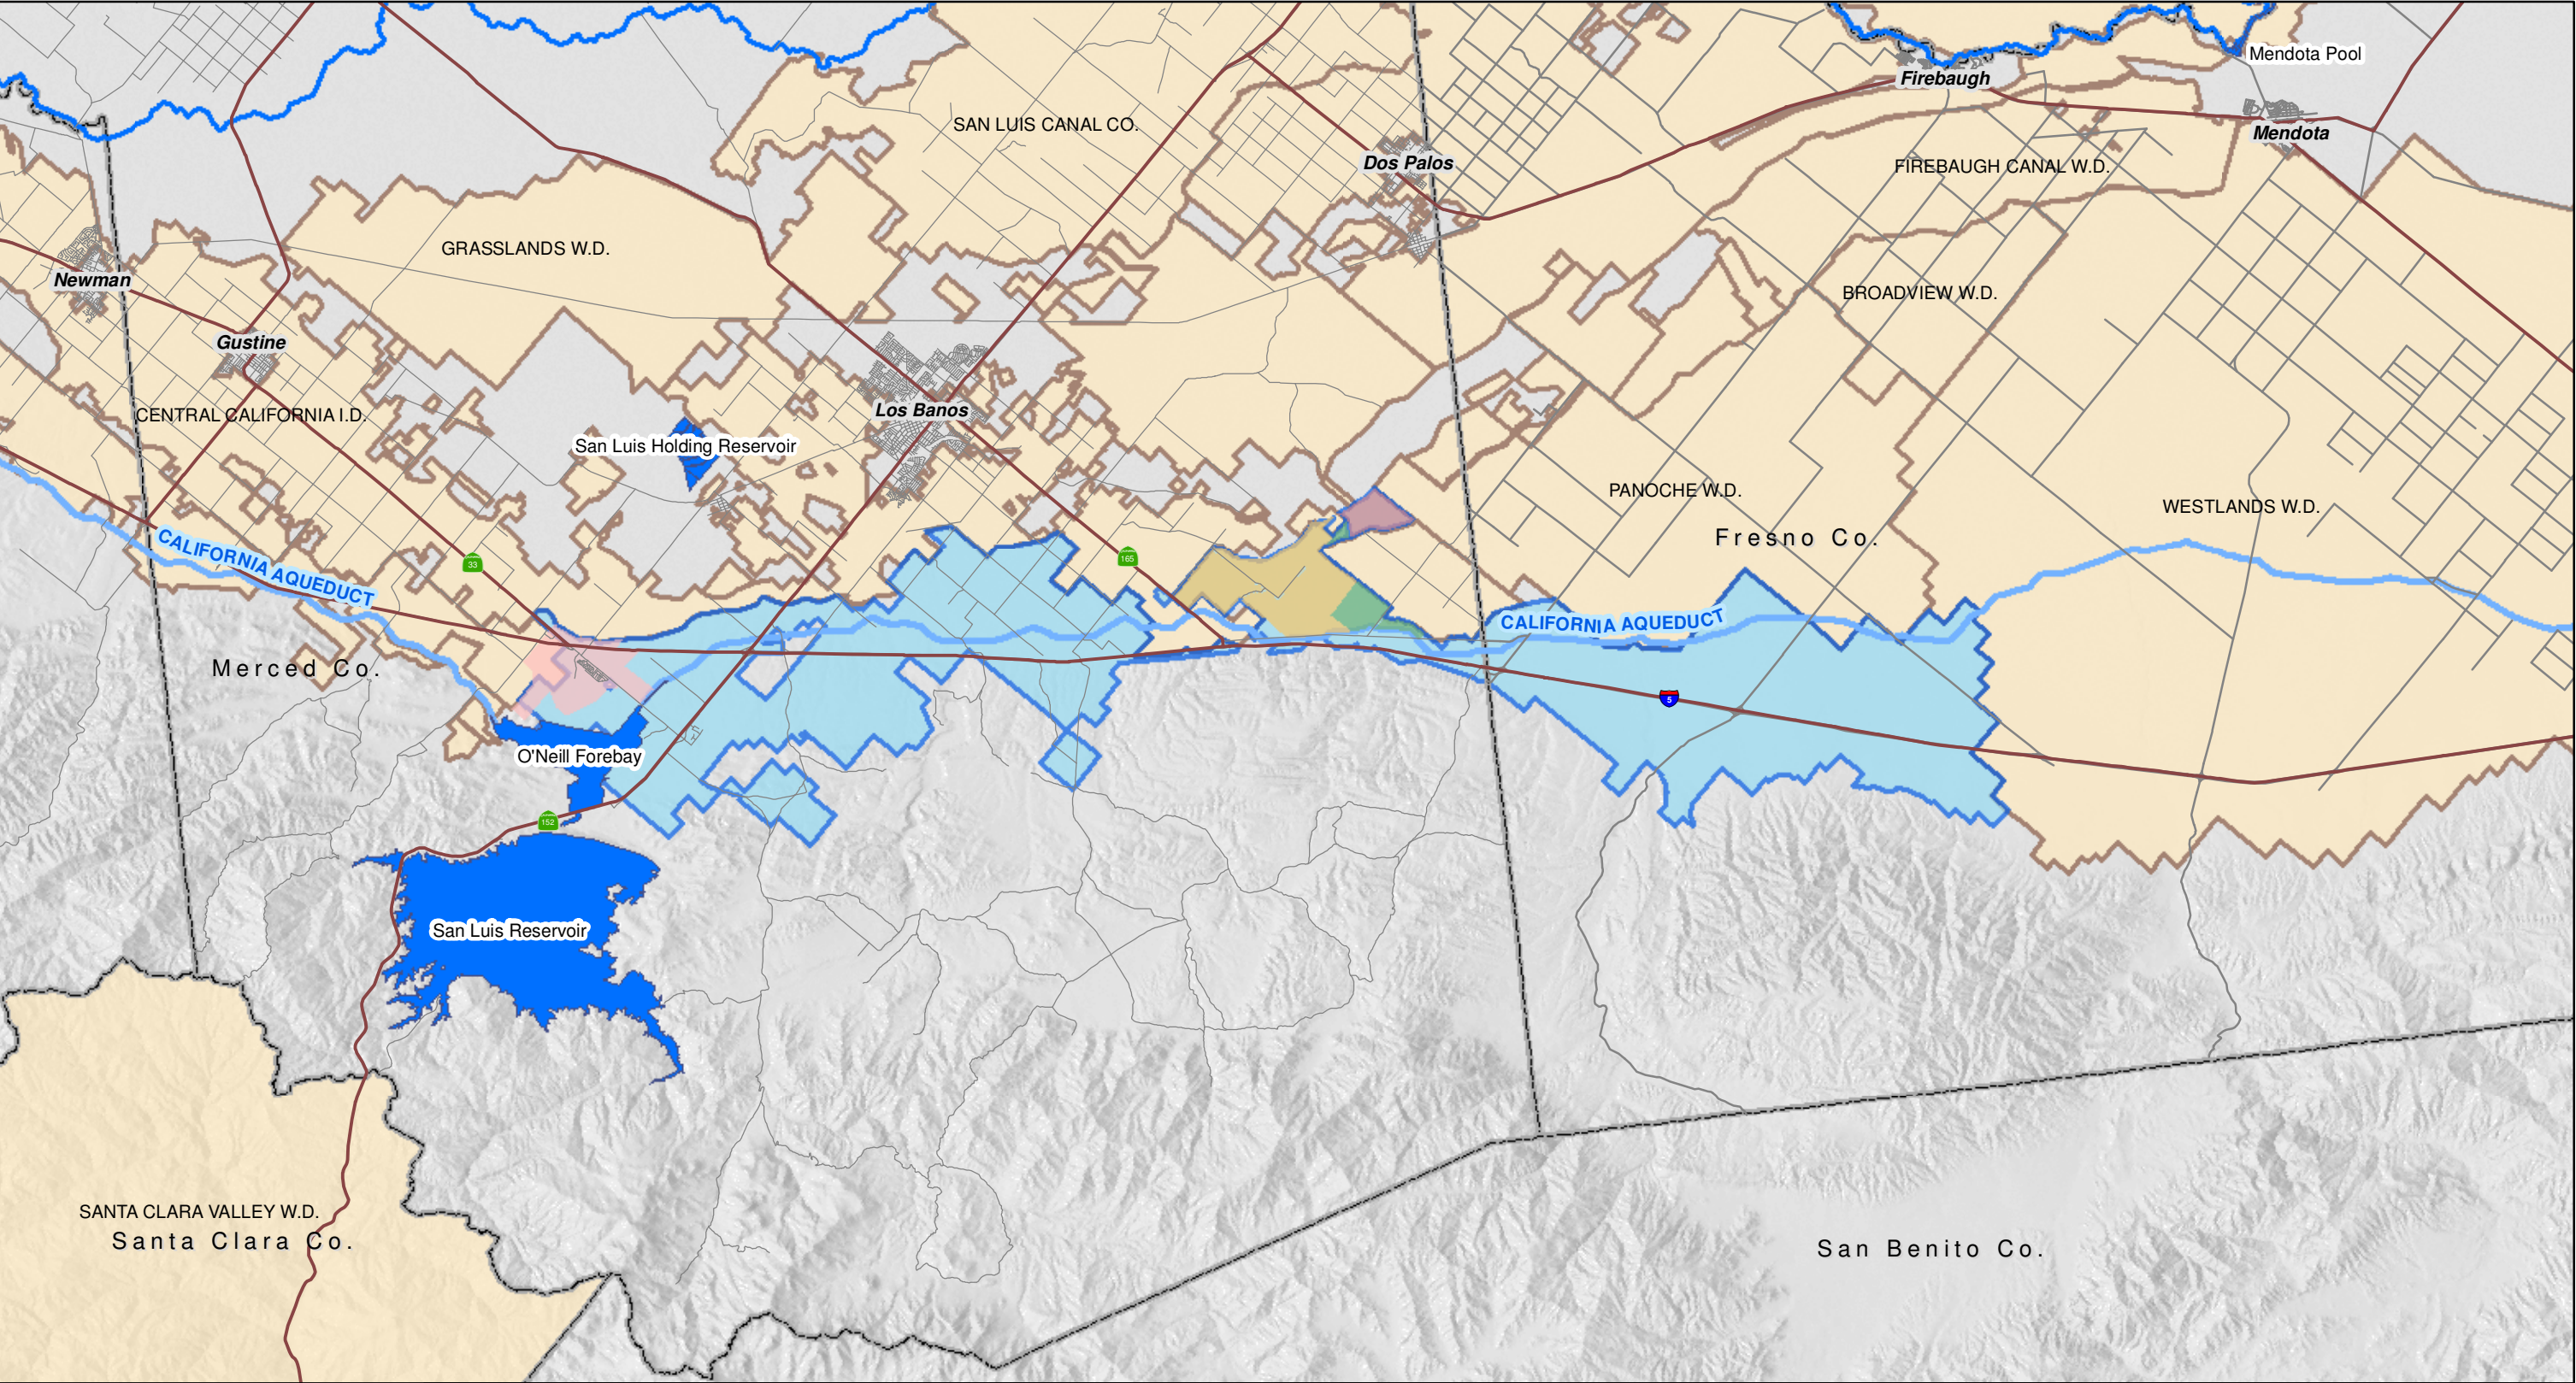 Mendota Pool
Firebaugh
SAN LUIS CANAL CO.
Mendota
Dos Palos
FIREBAUGH CANAL W.D.
GRASSLANDS W.D.
Newman
BROADVIEW W.D.
Gustine
Los Banos
CENTRAL CALIFORNIA I.D.
San Luis Holding Reservoir
PANOCHE W.D.
WESTLANDS W.D.
Fresno Co.
CALIFORNIA AQUEDUCT
33
165
CALIFORNIA AQUEDUCT
Merced Co.
5
O'Neill Forebay
152
San Luis Reservoir
SANTA CLARA VALLEY W.D.
Santa Clara Co.
San Benito Co.